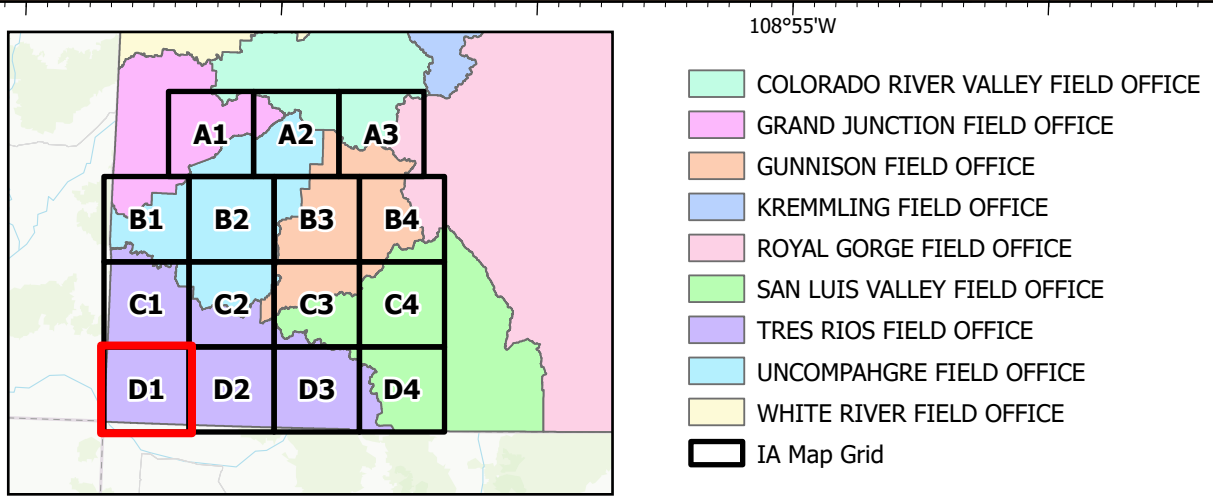 108°55'W
A1 A2 A3
B1 B2 B3 B4
C1 C2 C3 C4
D1 D2 D3 D4
COLORADO RIVER VALLEY FIELD OFFICE
GRAND JUNCTION FIELD OFFICE
GUNNISON FIELD OFFICE
KREMMLING FIELD OFFICE
ROYAL GORGE FIELD OFFICE
SAN LUIS VALLEY FIELD OFFICE
TRES RIOS FIELD OFFICE
UNCOMPAHGRE FIELD OFFICE
WHITE RIVER FIELD OFFICE
IA Map Grid